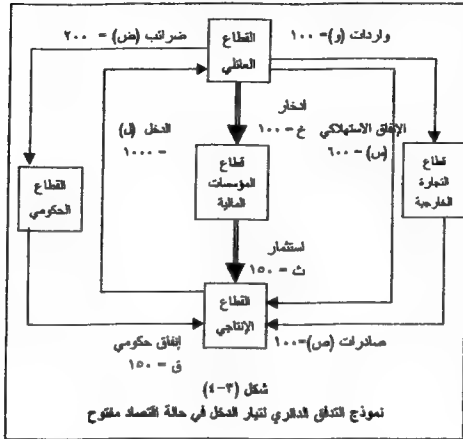 ضرائب (ض) = ٢٠٠
القطاع
العائلي
واردات (و) = ١٠٠
الدخل (ل)
= ١٠٠٠
أدخار
خ = ١٠٠
الإنفاق الاستهلاكي
(س) = ٦٠٠
القطاع
الحكومي
قطاع
المؤسسات
المالية
قطاع
التجارة
الخارجية
استثمار
ث = ١٥٠
القطاع
الإنتاجي
إنفاق حكومي
ق = ١٥٠
صادرات (ص) = ١٠٠
شكل (٣-٤)
نموذج التدفق الدائري لتيار الدخل في حالة اقتصاد مفتوح